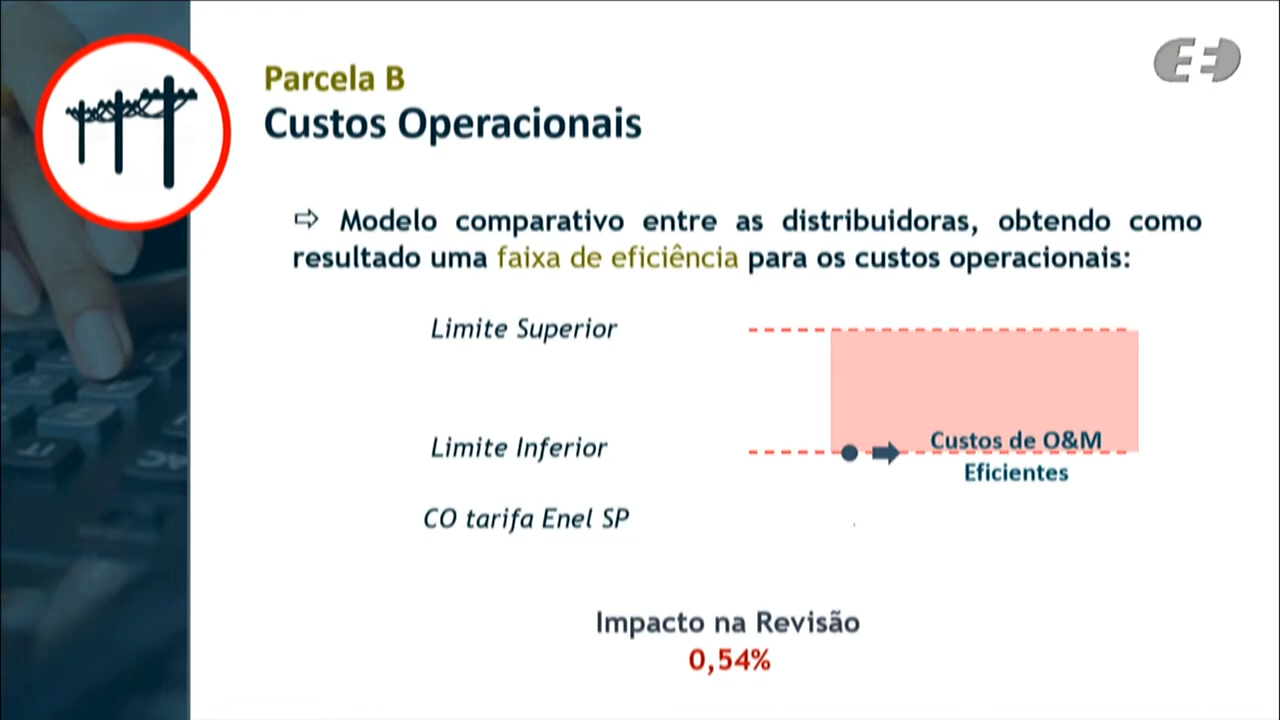 Parcela B
Custos Operacionais
⇨ Modelo comparativo entre as distribuidoras, obtendo como
resultado uma faixa de eficiência para os custos operacionais:
Limite Superior
Limite Inferior
Custos de O&M
Eficientes
CO tarifa Enel SP
Impacto na Revisão
0,54%